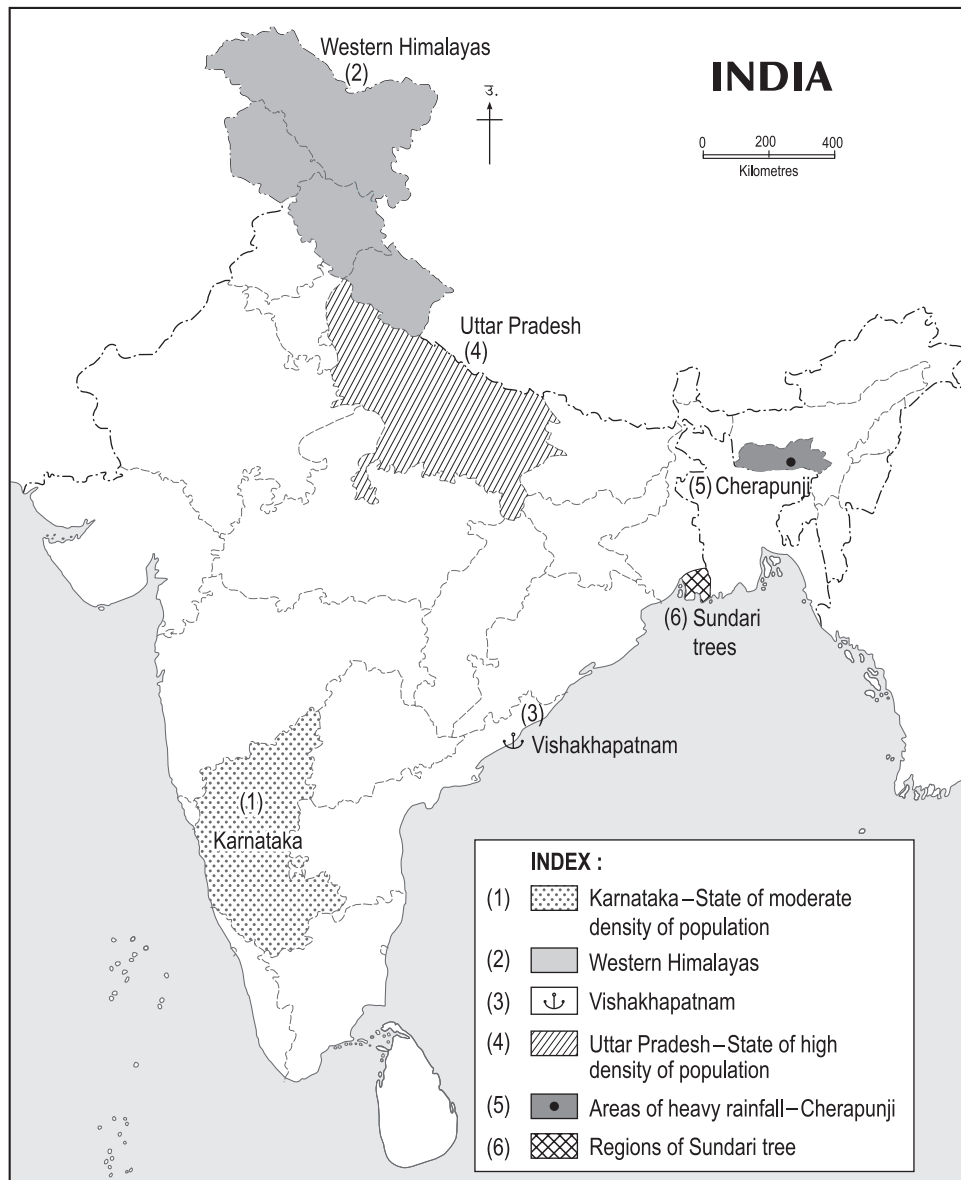 Western Himalayas
(2)
INDIA
उ.
0 200 400
Kilometres
Uttar Pradesh
(4)
(5) Cherapunji
(6) Sundari
trees
(3)
Vishakhapatnam
(1)
Karnataka
INDEX :
(1) Karnataka–State of moderate
density of population
(2) Western Himalayas
(3) Vishakhapatnam
(4) Uttar Pradesh–State of high
density of population
(5) Areas of heavy rainfall–Cherapunji
(6) Regions of Sundari tree